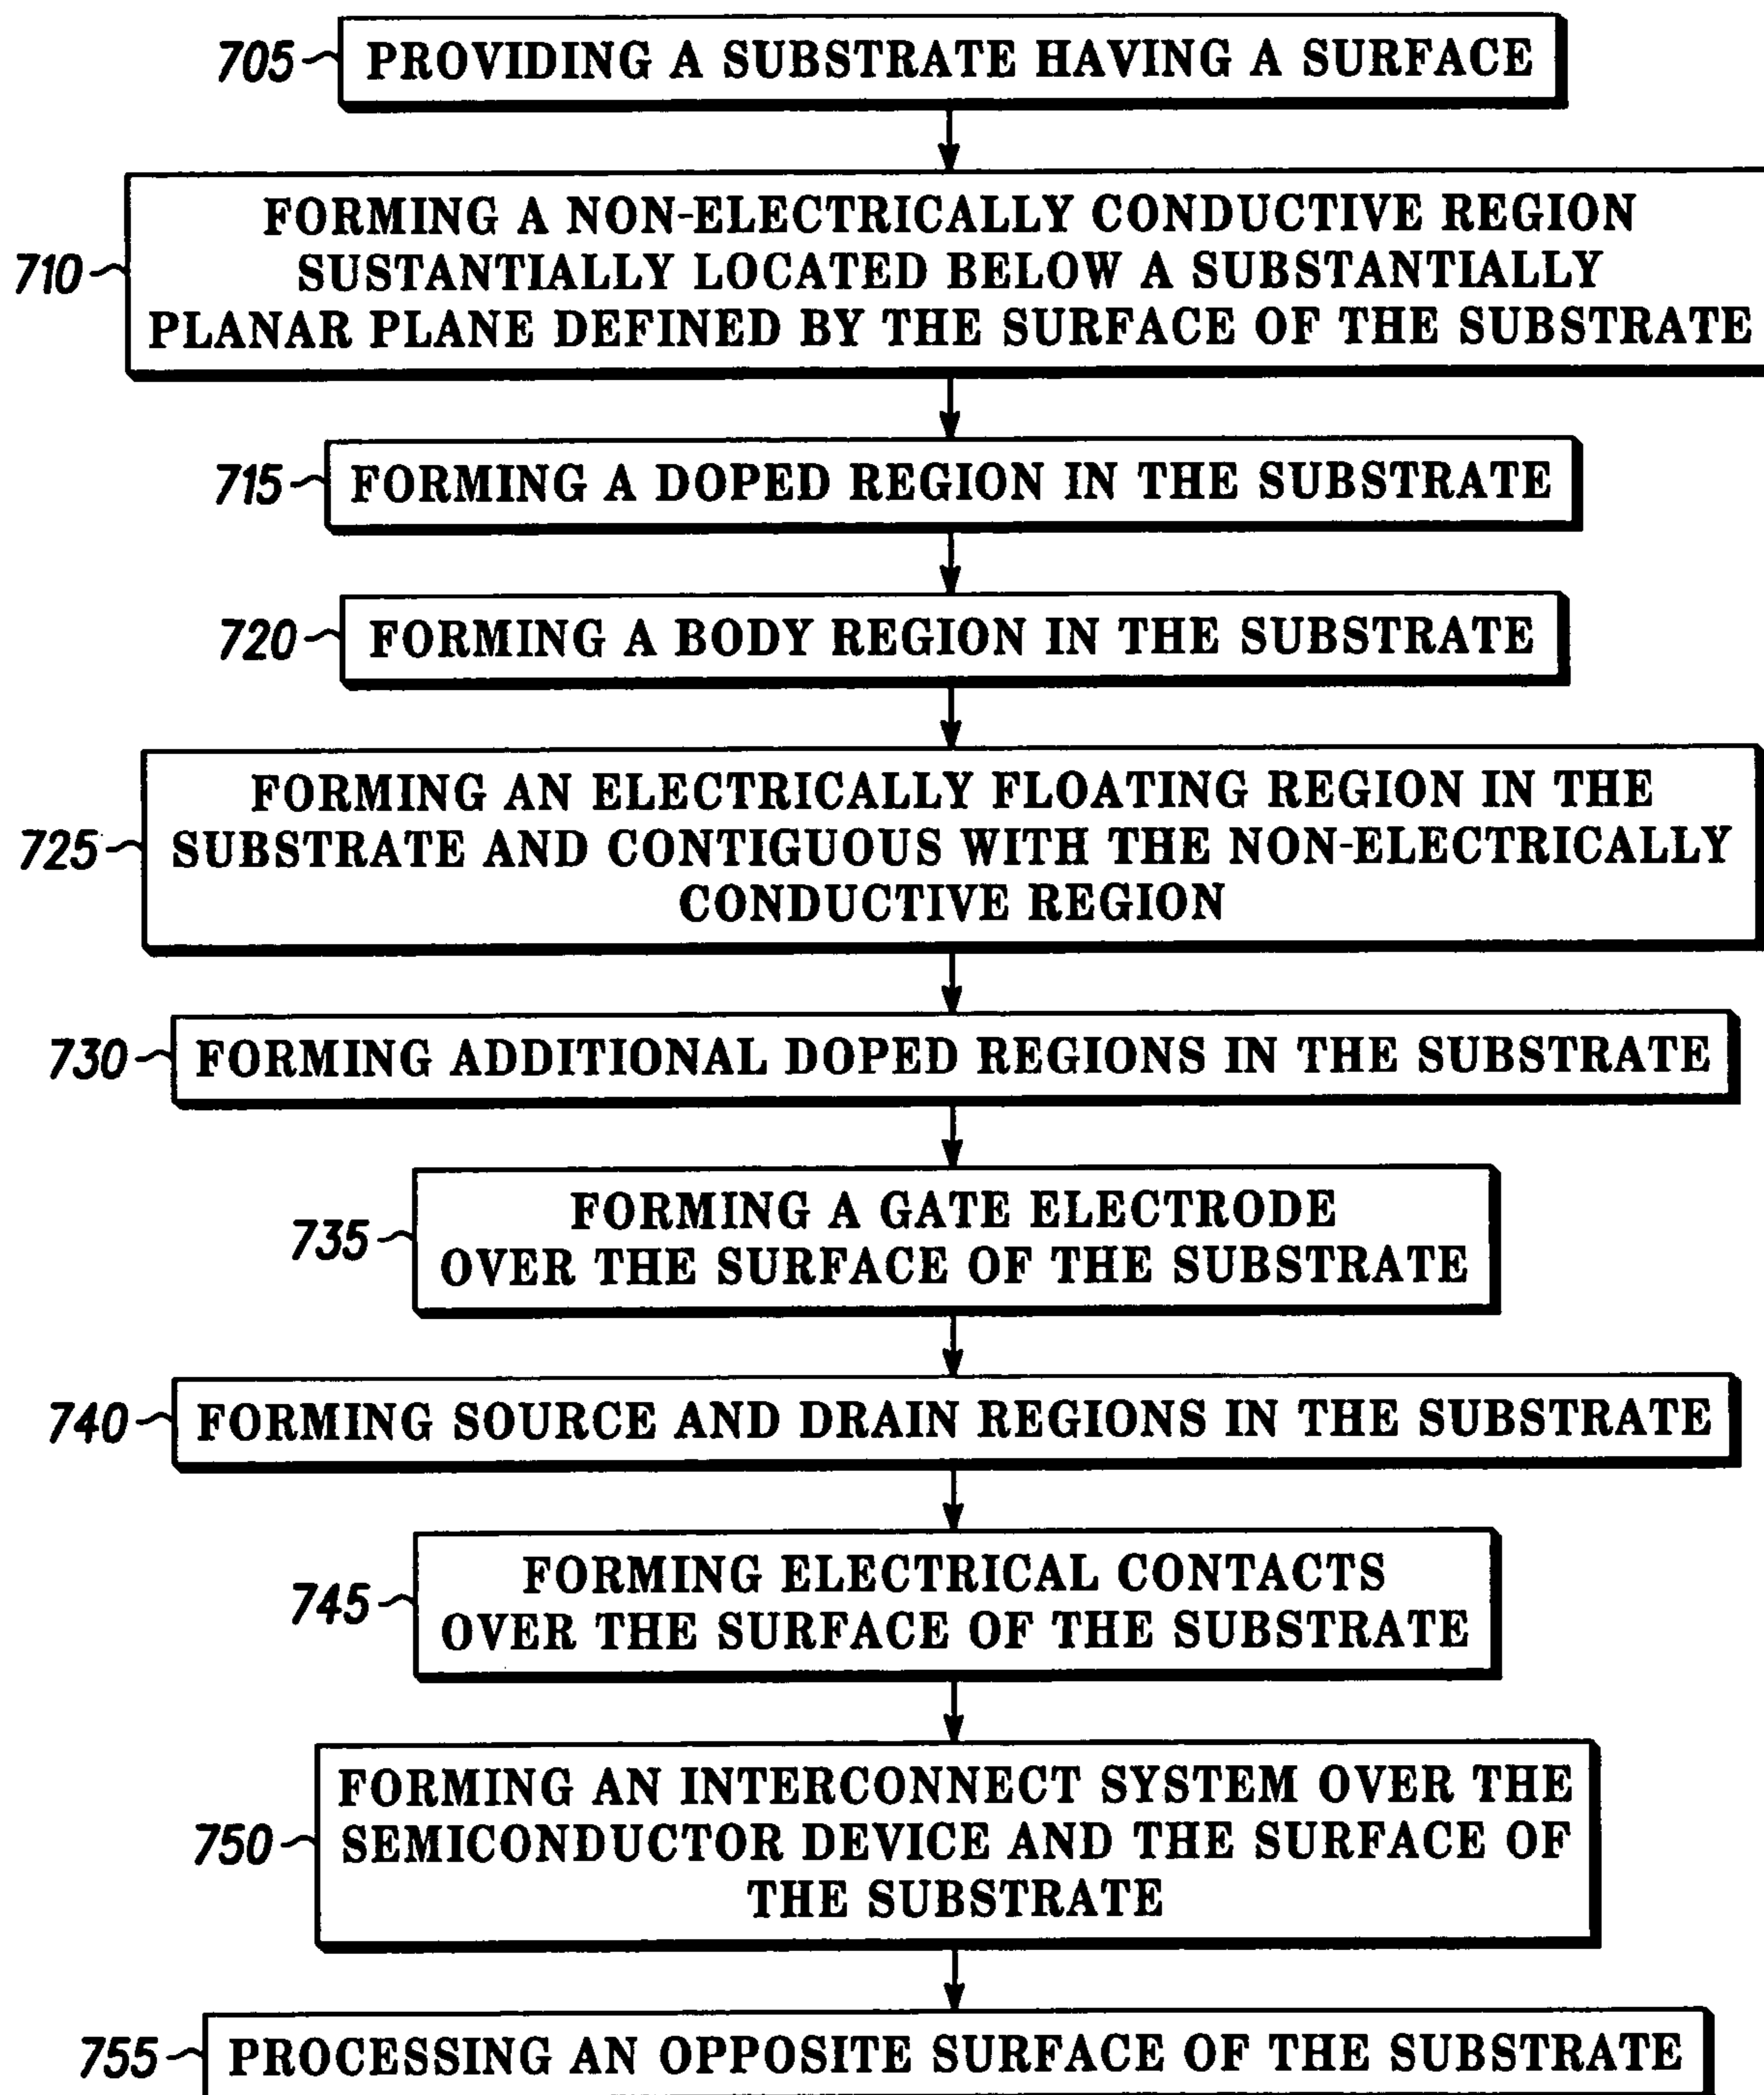 705 PROVIDING A SUBSTRATE HAVING A SURFACE
FORMING A NON-ELECTRICALLY CONDUCTIVE REGION
710 SUSTANTIALLY LOCATED BELOW A SUBSTANTIALLY
PLANAR PLANE DEFINED BY THE SURFACE OF THE SUBSTRATE
715 FORMING A DOPED REGION IN THE SUBSTRATE
720 FORMING A BODY REGION IN THE SUBSTRATE
FORMING AN ELECTRICALLY FLOATING REGION IN THE
725 SUBSTRATE AND CONTIGUOUS WITH THE NON-ELECTRICALLY
CONDUCTIVE REGION
730 FORMING ADDITIONAL DOPED REGIONS IN THE SUBSTRATE
735 FORMING A GATE ELECTRODE
OVER THE SURFACE OF THE SUBSTRATE
740 FORMING SOURCE AND DRAIN REGIONS IN THE SUBSTRATE
745 FORMING ELECTRICAL CONTACTS
OVER THE SURFACE OF THE SUBSTRATE
FORMING AN INTERCONNECT SYSTEM OVER THE
750 SEMICONDUCTOR DEVICE AND THE SURFACE OF
THE SUBSTRATE
755 PROCESSING AN OPPOSITE SURFACE OF THE SUBSTRATE